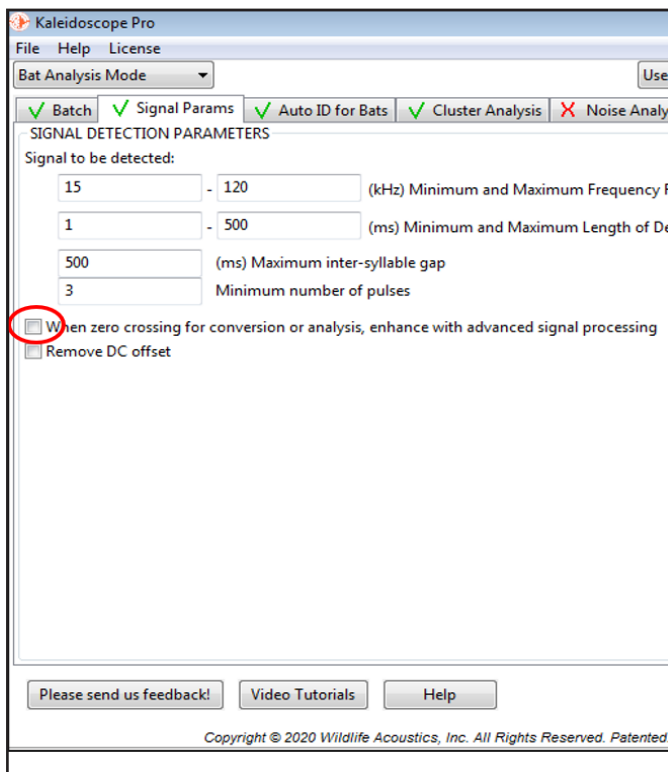 Kaleidoscope Pro
File Help License
Bat Analysis Mode Use
Batch Signal Params Auto ID for Bats Cluster Analysis Noise Analy
SIGNAL DETECTION PARAMETERS
Signal to be detected:
15 - 120 (kHz) Minimum and Maximum Frequency
1 - 500 (ms) Minimum and Maximum Length of De
500 (ms) Maximum inter-syllable gap
3 Minimum number of pulses
When zero crossing for conversion or analysis, enhance with advanced signal processing
Remove DC offset
Please send us feedback! Video Tutorials Help
Copyright © 2020 Wildlife Acoustics, Inc. All Rights Reserved. Patented.